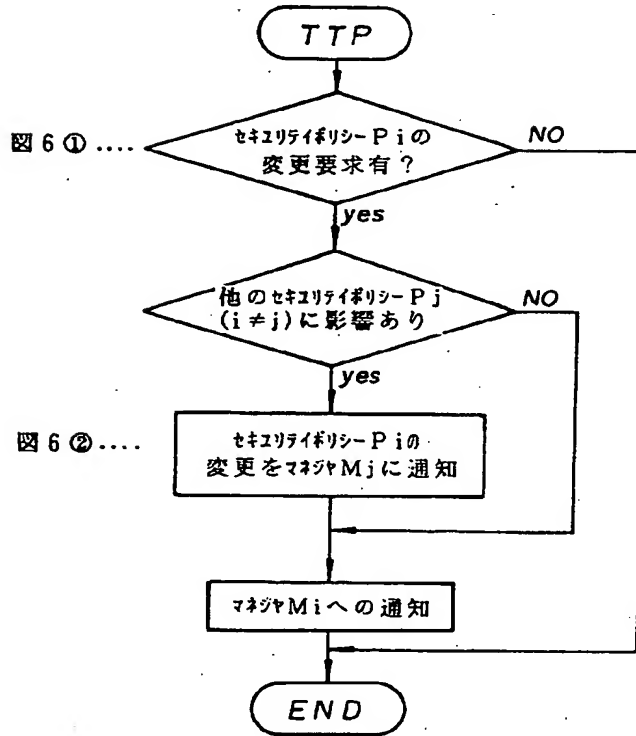 TTP
図6①....
セキュリテイポリシーPiの
変更要求有?
NO
yes
他のセキュリテイポリシーPj
(i≠j)に影響あり
NO
yes
図6②....
セキュリテイポリシーPiの
変更をマネジヤMjに通知
マネジヤMiへの通知
END